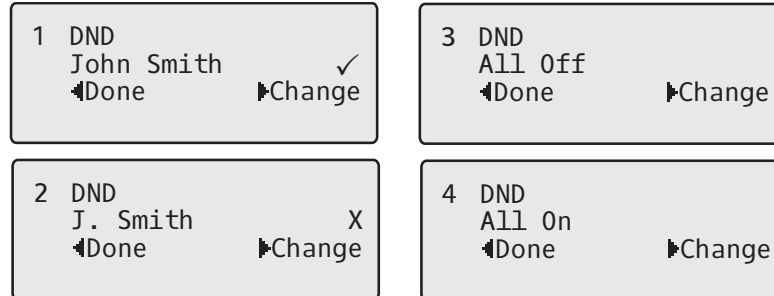 1 DND
John Smith ✓
◀Done ▶Change
2 DND
J. Smith X
◀Done ▶Change
3 DND
All Off
◀Done ▶Change
4 DND
All On
◀Done ▶Change